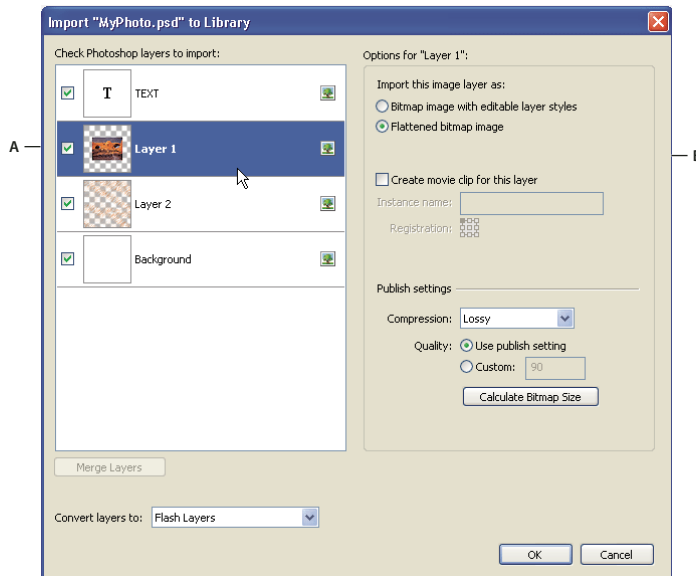 Import "MyPhoto.psd" to Library
Check Photoshop layers to import:
T TEXT
Layer 1
Layer 2
Background
A
Merge Layers
Convert layers to: Flash Layers
Options for "Layer 1":
Import this image layer as:
Bitmap image with editable layer styles
Flattened bitmap image
Create movie clip for this layer
Instance name:
Registration:
Publish settings
Compression: Lossy
Quality: Use publish setting
Custom: 90
Calculate Bitmap Size
OK Cancel